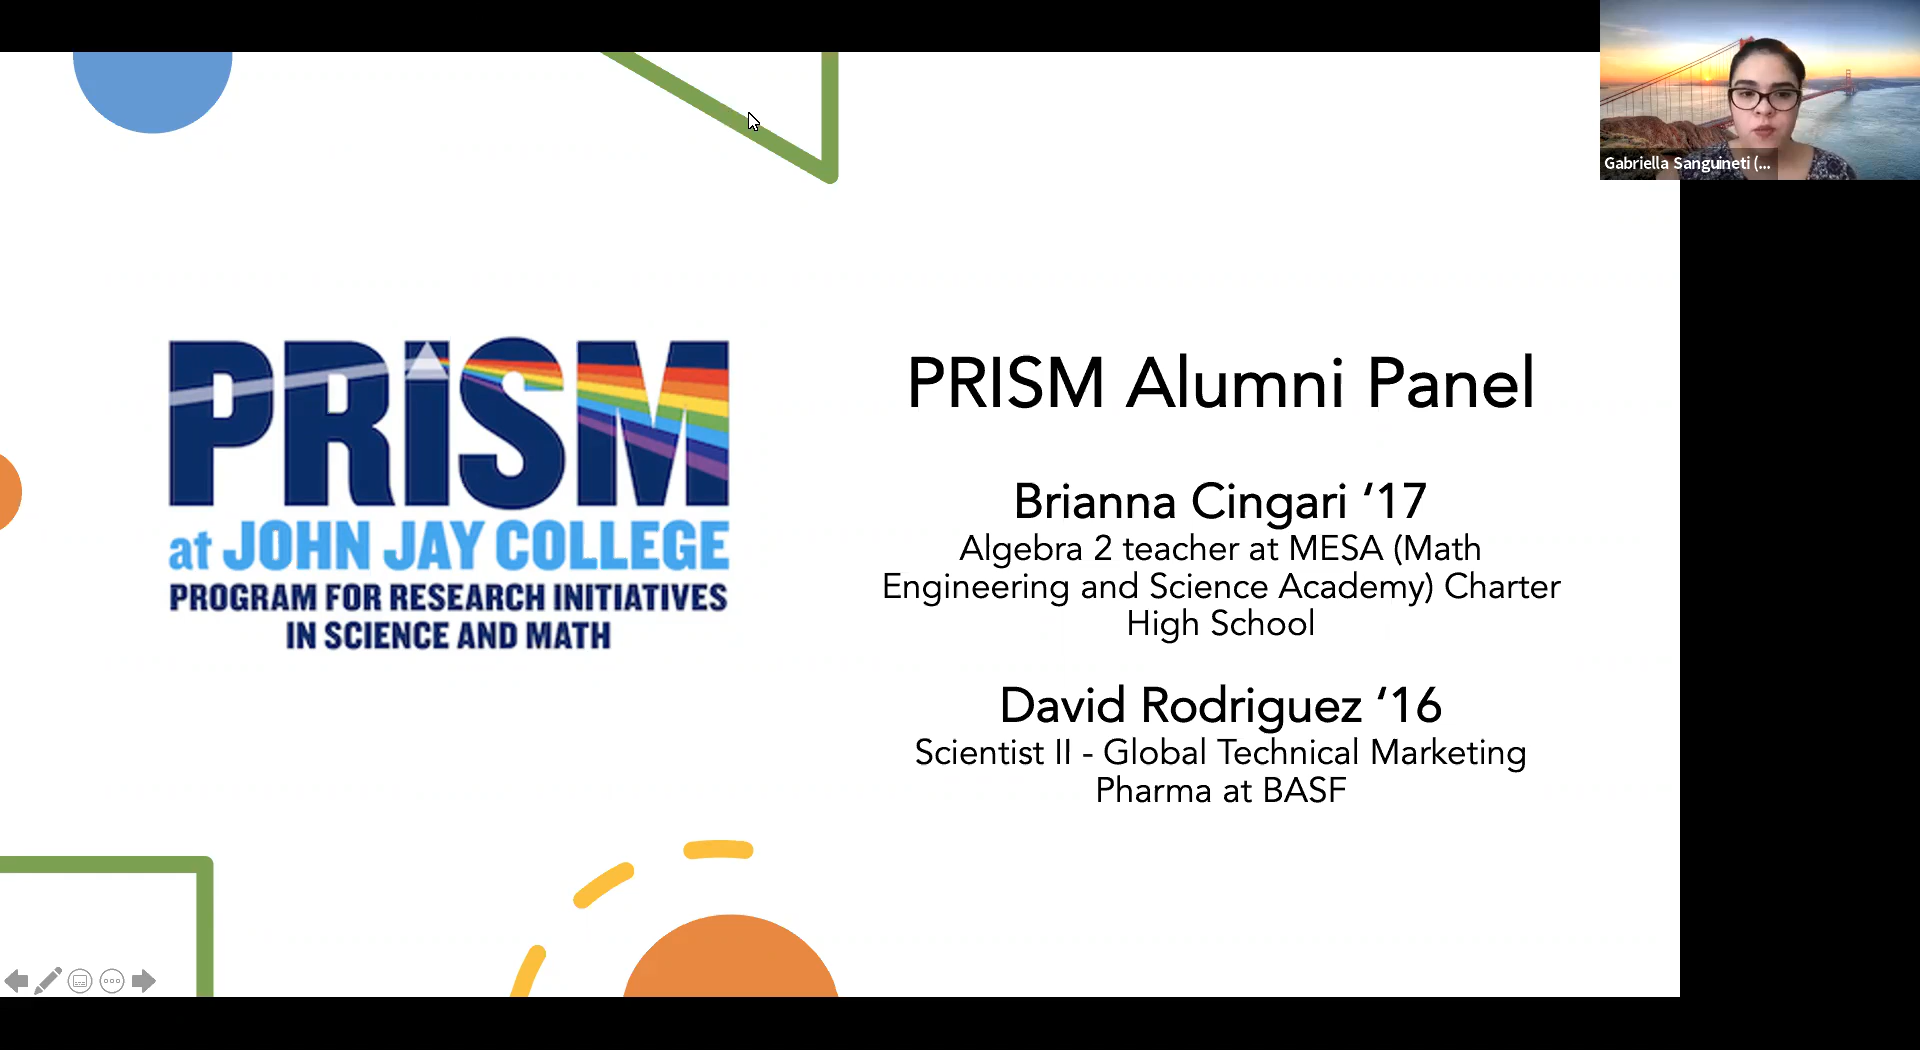 Gabriella Sanguineti (...
PRISM
at JOHN JAY COLLEGE
PROGRAM FOR RESEARCH INITIATIVES
IN SCIENCE AND MATH
PRISM Alumni Panel
Brianna Cingari ‘17
Algebra 2 teacher at MESA (Math
Engineering and Science Academy) Charter
High School
David Rodriguez ‘16
Scientist II - Global Technical Marketing
Pharma at BASF